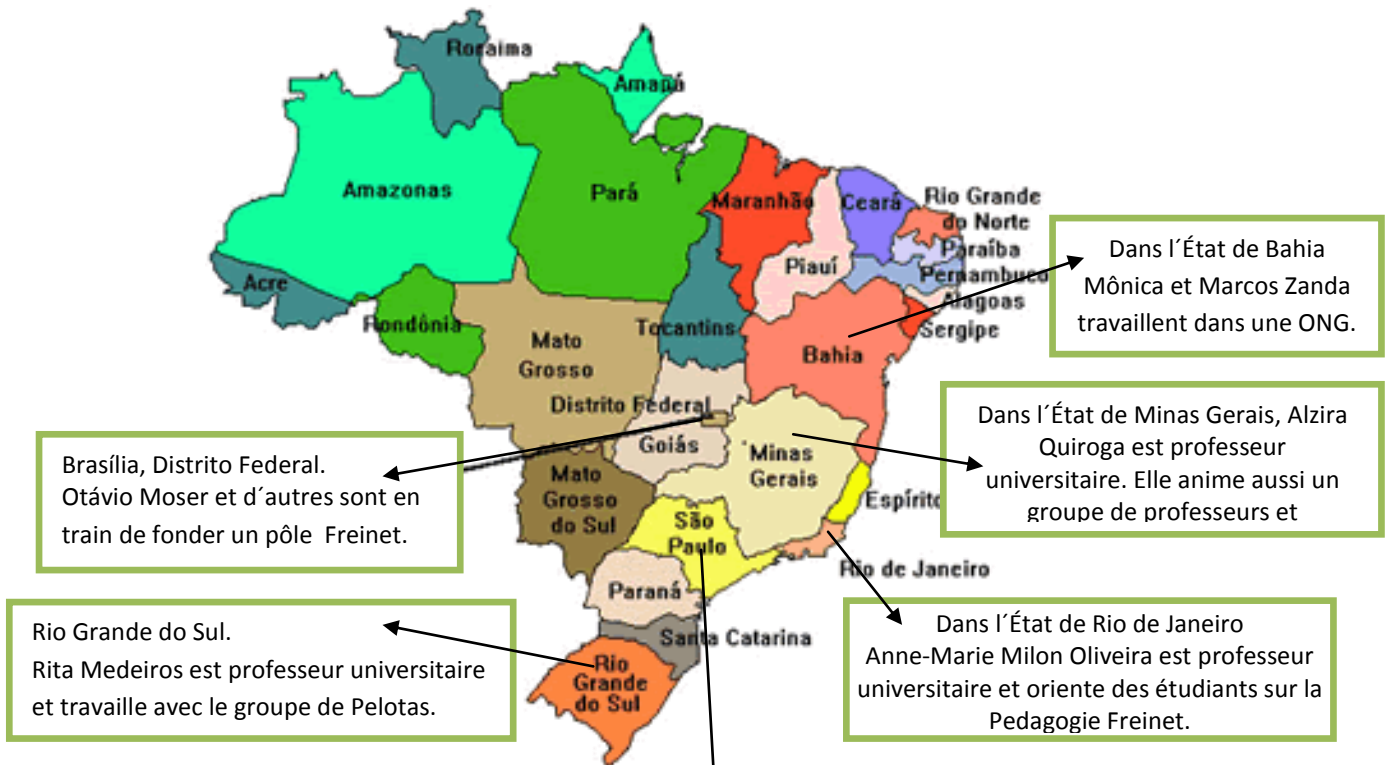 Roraima
Amapá
Amazonas
Pará
Maranhão
Ceará
Rio Grande
do Norte
Paraíba
Piauí
Pernambuco
Alagoas
Sergipe
Acre
Rondônia
Tocantins
Mato
Grosso
Bahia
Distrito Federal
Goiás
Minas
Gerais
Mato
Grosso
do Sul
Espírito
São
Paulo
Rio de Janeiro
Paraná
Santa Catarina
Rio
Grande
do Sul
Dans l´État de Bahia
Mônica et Marcos Zanda
travaillent dans une ONG.
Dans l´État de Minas Gerais, Alzira
Quiroga est professeur
universitaire. Elle anime aussi un
groupe de professeurs et
Brasília, Distrito Federal.
Otávio Moser et d´autres sont en
train de fonder un pôle Freinet.
Rio Grande do Sul.
Rita Medeiros est professeur universitaire
et travaille avec le groupe de Pelotas.
Dans l´État de Rio de Janeiro
Anne-Marie Milon Oliveira est professeur
universitaire et oriente des étudiants sur la
Pedagogie Freinet.